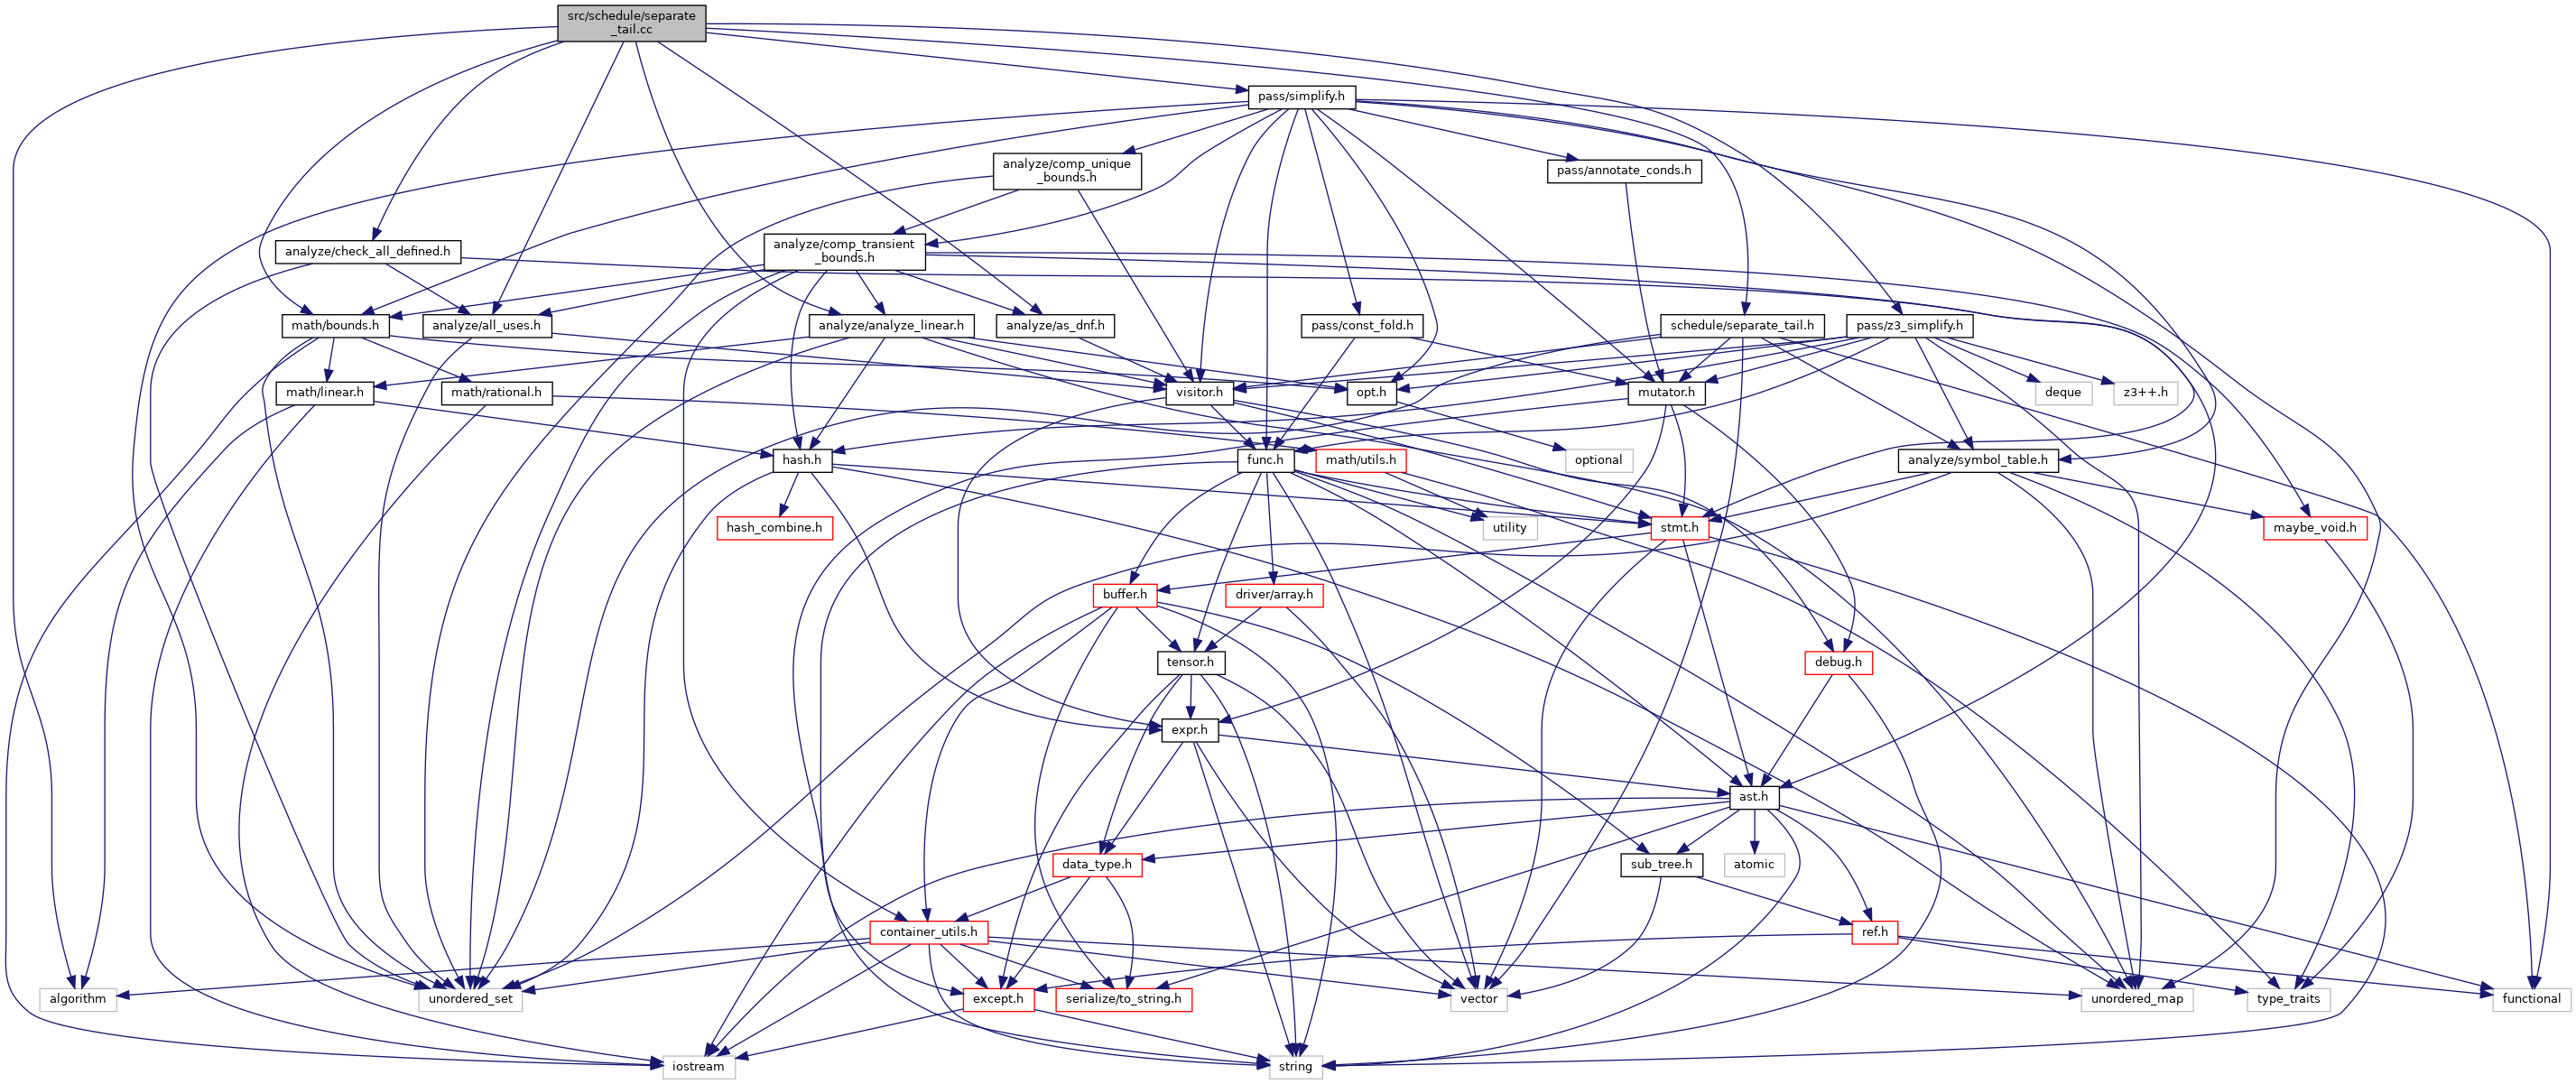 src/schedule/separate
_tail.cc
pass/simplify.h
analyze/comp_unique
_bounds.h
pass/annotate_conds.h
analyze/check_all_defined.h
analyze/comp_transient
_bounds.h
math/bounds.h
analyze/all_uses.h
analyze/analyze_linear.h
analyze/as_dnf.h
pass/const_fold.h
schedule/separate_tail.h
pass/z3_simplify.h
math/linear.h
math/rational.h
visitor.h
opt.h
mutator.h
deque
z3++.h
hash.h
func.h
math/utils.h
optional
analyze/symbol_table.h
hash_combine.h
utility
stmt.h
maybe_void.h
buffer.h
driver/array.h
tensor.h
debug.h
expr.h
ast.h
data_type.h
sub_tree.h
atomic
container_utils.h
ref.h
algorithm
unordered_set
except.h
serialize/to_string.h
vector
unordered_map
type_traits
functional
iostream
string